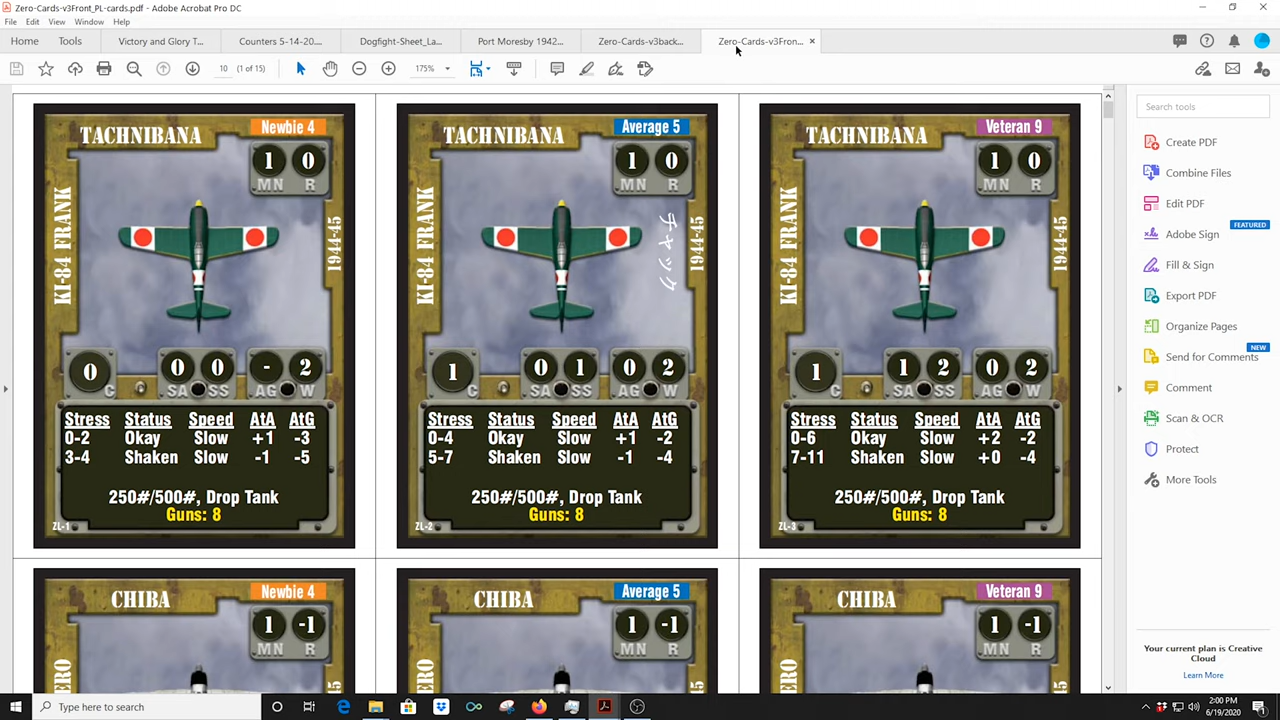 Zero-Cards-v3Front_PL-cards.pdf - Adobe Acrobat Pro DC
File Edit View Window Help
Home Tools Victory and Glory T... Counters 5-14-20.... Dogfight-Sheet_La... Port Moresby 1942... Zero-Cards-v3back... Zero-Cards-v3Fron... ×
10 (1 of 15) 175%
Search tools
Create PDF
Combine Files
Edit PDF
FEATURED
Adobe Sign
Fill & Sign
Export PDF
Organize Pages
NEW
Send for Comments
Comment
Scan & OCR
Protect
More Tools
Your current plan is Creative
Cloud
Learn More
TACHNIBANA
Newbie 4
1 0
MN R
KI-84 FRANK
1944-45
0 0 0 - 2
C SA SS AG W
Stress Status Speed AtA AtG
0-2 Okay Slow +1 -3
3-4 Shaken Slow -1 -5
250#/500#, Drop Tank
Guns: 8
ZL-1
TACHNIBANA
Average 5
1 0
MN R
KI-84 FRANK
チャック
1944-45
1 0 1 0 2
C SA SS AG W
Stress Status Speed AtA AtG
0-4 Okay Slow +1 -2
5-7 Shaken Slow -1 -4
250#/500#, Drop Tank
Guns: 8
ZL-2
TACHNIBANA
Veteran 9
1 0
MN R
KI-84 FRANK
1944-45
1 1 2 0 2
C SA SS AG W
Stress Status Speed AtA AtG
0-6 Okay Slow +2 -2
7-11 Shaken Slow +0 -4
250#/500#, Drop Tank
Guns: 8
ZL-3
CHIBA
Newbie 4
1 -1
MN R
CHIBA
Average 5
1 -1
MN R
CHIBA
Veteran 9
1 -1
MN R
Type here to search
2:00 PM
6/19/2020